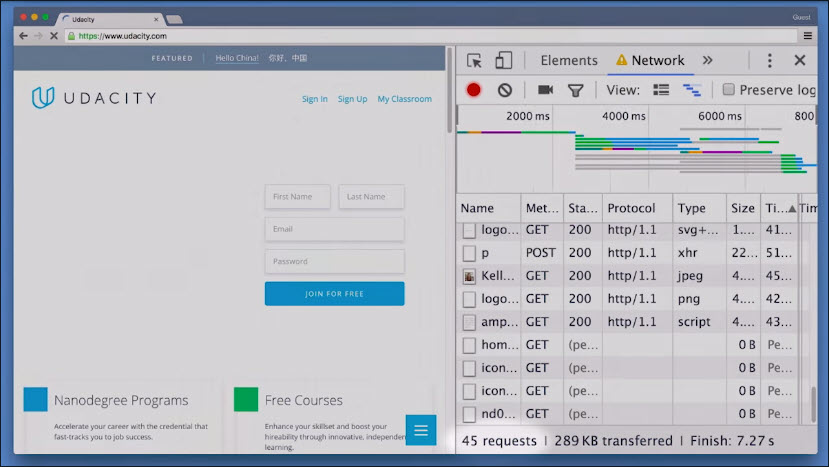 Udacity
Guest
https://www.udacity.com
FEATURED Hello China! 你好，中国
UDACITY
Sign In Sign Up My Classroom
First Name Last Name
Email
Password
JOIN FOR FREE
Nanodegree Programs
Accelerate your career with the credential that
fast-tracks you to job success.
Free Courses
Enhance your skillset and boost your
hireability through innovative, independent
learning.
Elements Network »
View: Preserve log
2000 ms 4000 ms 6000 ms 800
Name Met... Sta... Protocol Type Size Ti... Tim
logo... GET 200 http/1.1 svg+... 1.... 41...
p POST 200 http/1.1 xhr 22... 51...
Kell... GET 200 http/1.1 jpeg 4.... 45...
logo... GET 200 http/1.1 png 4.... 42...
amp... GET 200 http/1.1 script 4.... 43...
hom... GET (pe... 0 B Pe...
icon... GET (pe... 0 B Pe...
icon... GET (pe... 0 B Pe...
nd0... GET (pe... 0 B Pe...
45 requests | 289 KB transferred | Finish: 7.27 s